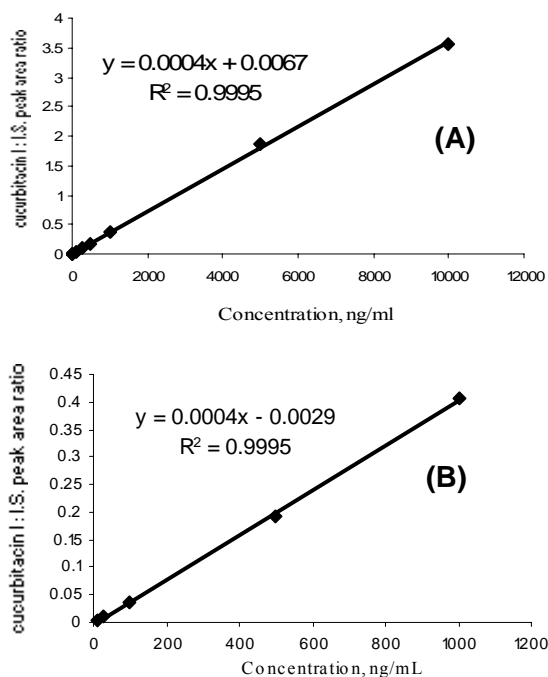 4
3.5
3
2.5
2
1.5
1
0.5
0
cucurbitacin I : I.S. peak area ratio
y = 0.0004x + 0.0067
R² = 0.9995
(A)
0 2000 4000 6000 8000 10000 12000
Concentration, ng/ml
0.45
0.4
0.35
0.3
0.25
0.2
0.15
0.1
0.05
0
cucurbitacin I : I.S. peak area ratio
y = 0.0004x - 0.0029
R² = 0.9995
(B)
0 200 400 600 800 1000 1200
Concentration, ng/mL